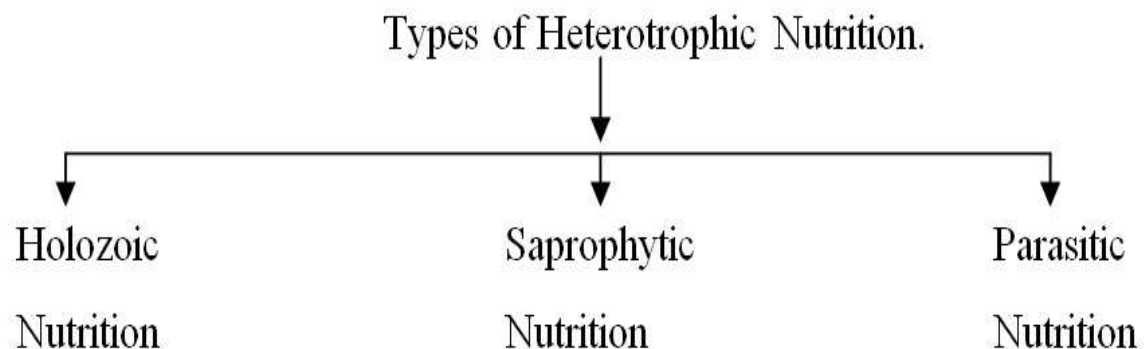 Types of Heterotrophic Nutrition.
Holozoic
Nutrition
Saprophytic
Nutrition
Parasitic
Nutrition